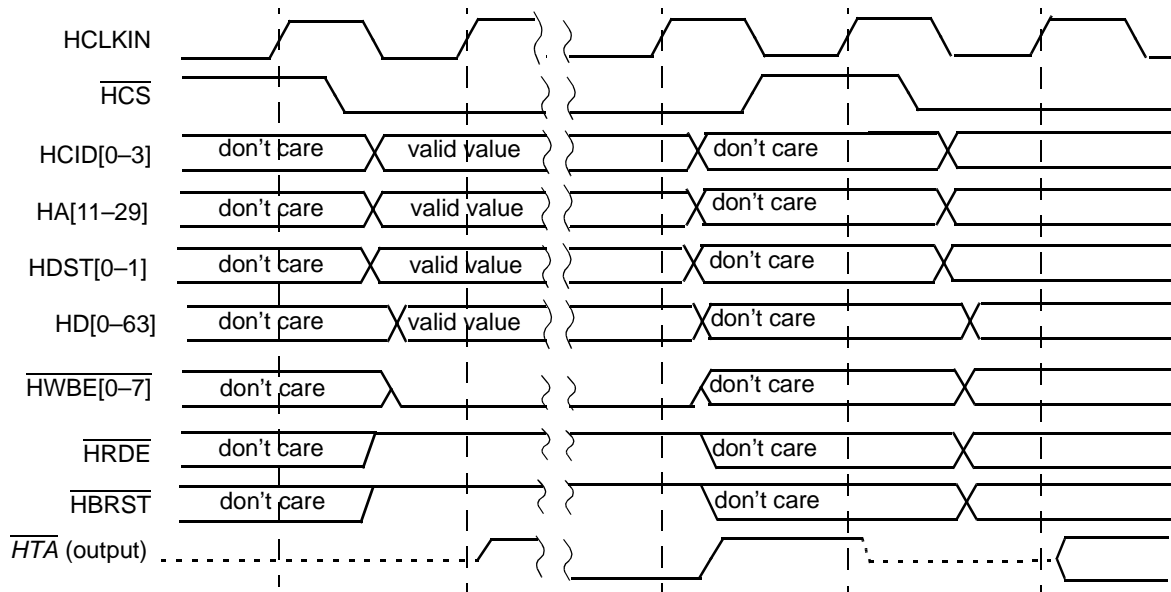 HCLKIN
HCS
HCID[0–3] don't care valid value don't care
HA[11–29] don't care valid value don't care
HDST[0–1] don't care valid value don't care
HD[0–63] don't care valid value don't care
HWBE[0–7] don't care don't care
HRDE don't care don't care
HBRST don't care don't care
HTA (output)